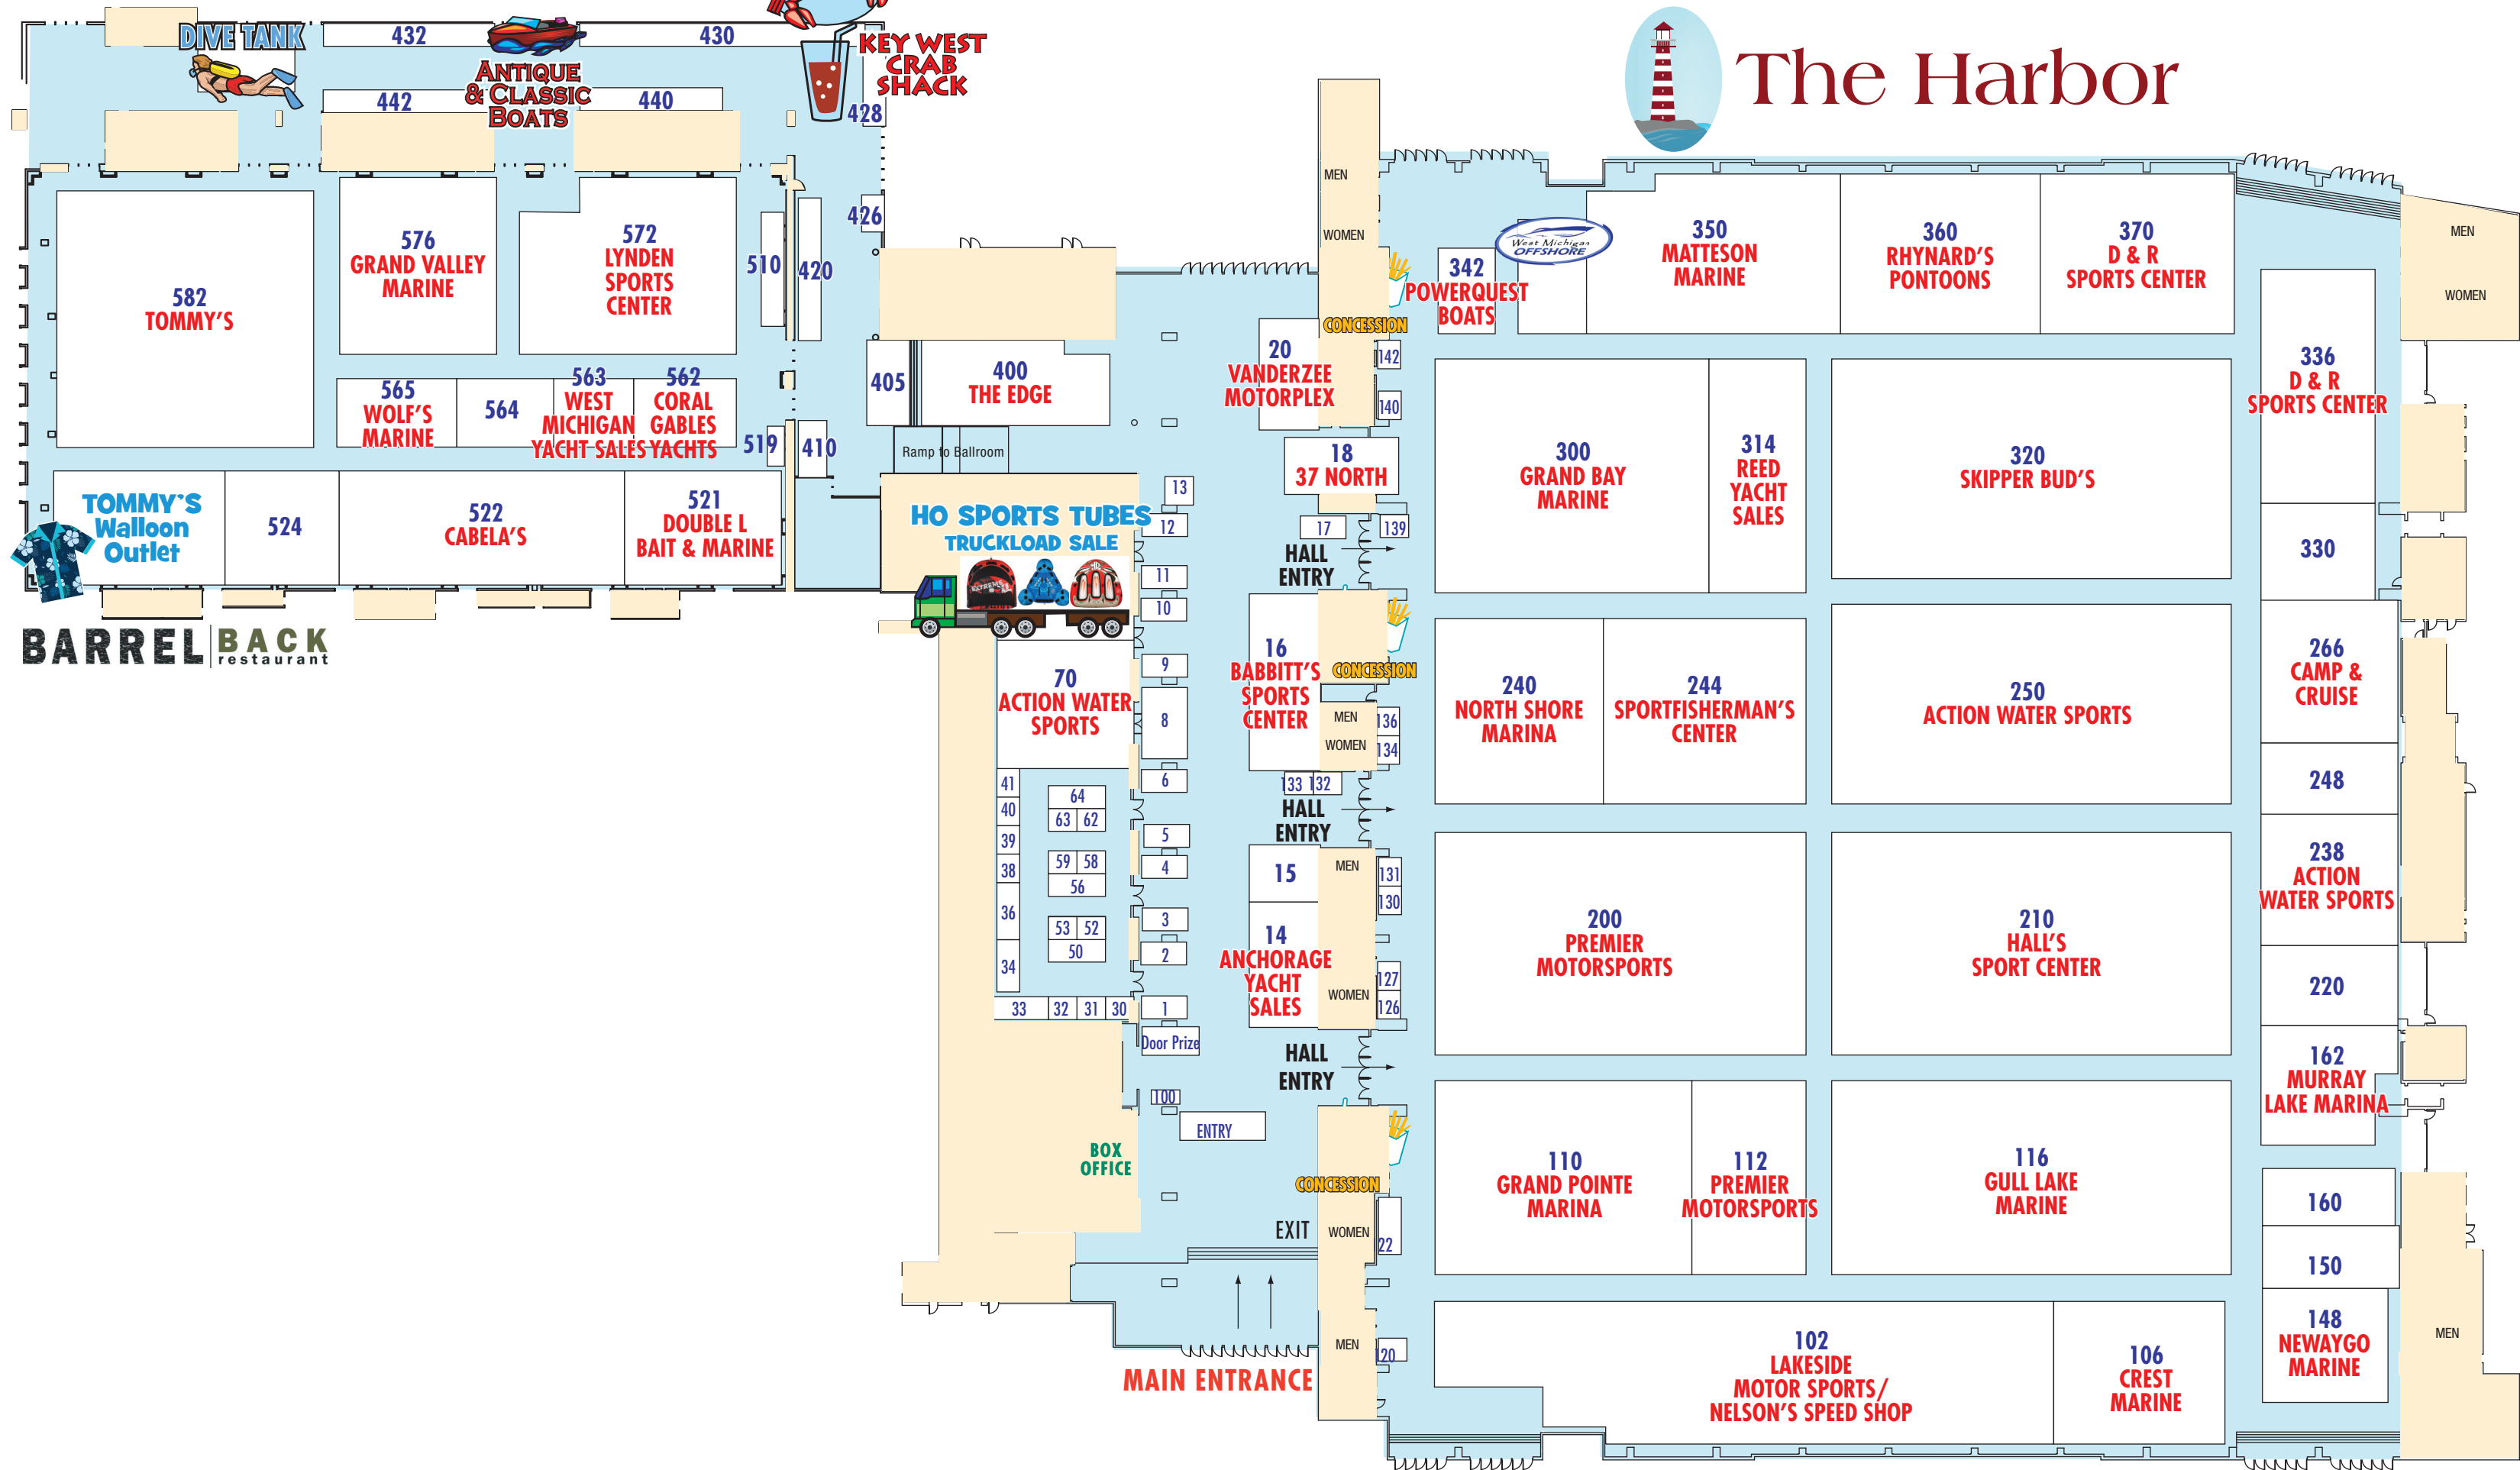 DIVE TANK
432
ANTIQUE
& CLASSIC
BOATS
430
442
440
KEY WEST
CRAB
SHACK
428
426
The Harbor
582
TOMMY'S
576
GRAND VALLEY
MARINE
572
LYNDEN
SPORTS
CENTER
510
420
565
WOLF'S
MARINE
564
563
WEST
MICHIGAN
YACHT SALES
562
CORAL
GABLES
YACHTS
519
410
405
400
THE EDGE
Ramp to Ballroom
TOMMY'S
Walloon
Outlet
524
522
CABELA'S
521
DOUBLE L
BAIT & MARINE
BARREL BACK
restaurant
HO SPORTS TUBES
TRUCKLOAD SALE
EXTREME
13
12
11
10
9
8
6
5
4
3
2
1
70
ACTION WATER
SPORTS
41
40
39
38
36
34
33
32
31
30
64
63
62
59
58
56
53
52
50
Door Prize
100
ENTRY
BOX
OFFICE
EXIT
MAIN ENTRANCE
MEN
WOMEN
CONCESSION
20
VANDERZEE
MOTORPLEX
18
37 NORTH
17
HALL
ENTRY
16
BABBITT'S
SPORTS
CENTER
CONCESSION
MEN
WOMEN
133
132
HALL
ENTRY
15
14
ANCHORAGE
YACHT
SALES
MEN
WOMEN
HALL
ENTRY
CONCESSION
WOMEN
MEN
142
140
139
136
134
131
130
127
126
22
120
342
POWERQUEST
BOATS
West Michigan
OFFSHORE
350
MATTESON
MARINE
360
RHYNARD'S
PONTOONS
370
D & R
SPORTS CENTER
MEN
WOMEN
300
GRAND BAY
MARINE
314
REED
YACHT
SALES
320
SKIPPER BUD'S
336
D & R
SPORTS CENTER
330
240
NORTH SHORE
MARINA
244
SPORTFISHERMAN'S
CENTER
250
ACTION WATER SPORTS
266
CAMP &
CRUISE
248
238
ACTION
WATER SPORTS
200
PREMIER
MOTORSPORTS
210
HALL'S
SPORT CENTER
220
162
MURRAY
LAKE MARINA
110
GRAND POINTE
MARINA
112
PREMIER
MOTORSPORTS
116
GULL LAKE
MARINE
160
150
148
NEWAYGO
MARINE
MEN
102
LAKESIDE
MOTOR SPORTS/
NELSON'S SPEED SHOP
106
CREST
MARINE